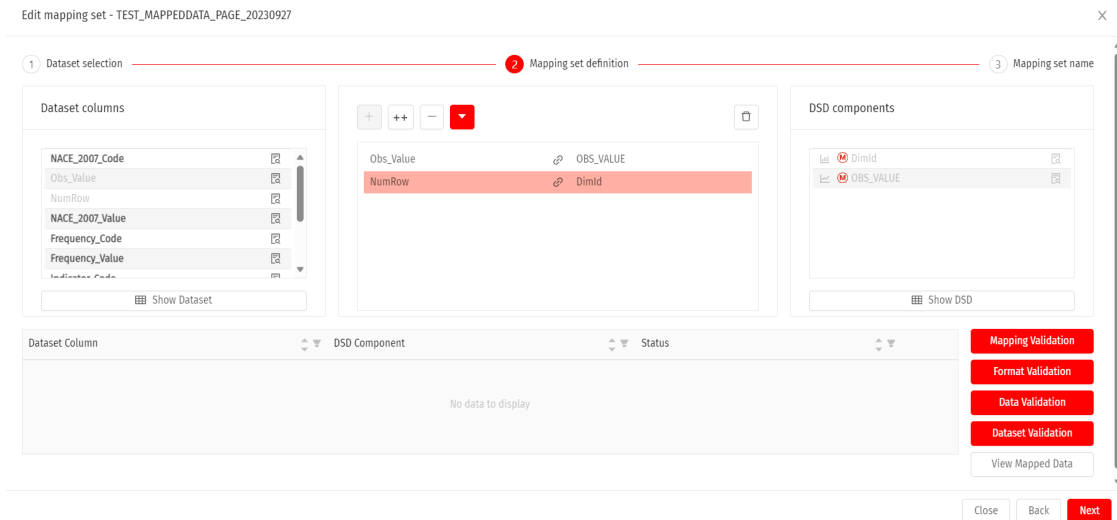 Edit mapping set - TEST_MAPPEDDATA_PAGE_20230927
1 Dataset selection
2 Mapping set definition
3 Mapping set name
Dataset columns
NACE_2007_Code
Obs_Value
NumRow
NACE_2007_Value
Frequency_Code
Frequency_Value
Indicator_Code
Show Dataset
++
Obs_Value OBS_VALUE
NumRow DimId
DSD components
M DimId
M OBS_VALUE
Show DSD
Dataset Column DSD Component Status
No data to display
Mapping Validation
Format Validation
Data Validation
Dataset Validation
View Mapped Data
Close Back Next